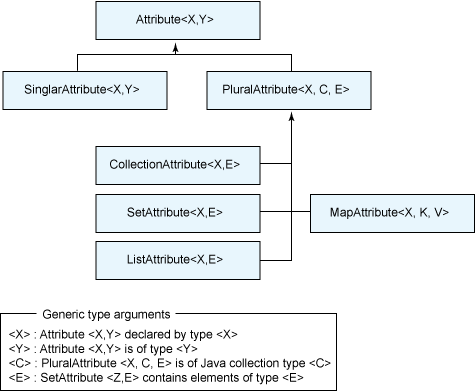 Attribute<X,Y>
SinglarAttribute<X,Y>
PluralAttribute<X, C, E>
CollectionAttribute<X,E>
SetAttribute<X,E>
MapAttribute<X, K, V>
ListAttribute<X,E>
Generic type arguments
<X> : Attribute <X,Y> declared by type <X>
<Y> : Attribute <X,Y> is of type <Y>
<C> : PluralAttribute <X, C, E> is of Java collection type <C>
<E> : SetAttribute <Z,E> contains elements of type <E>